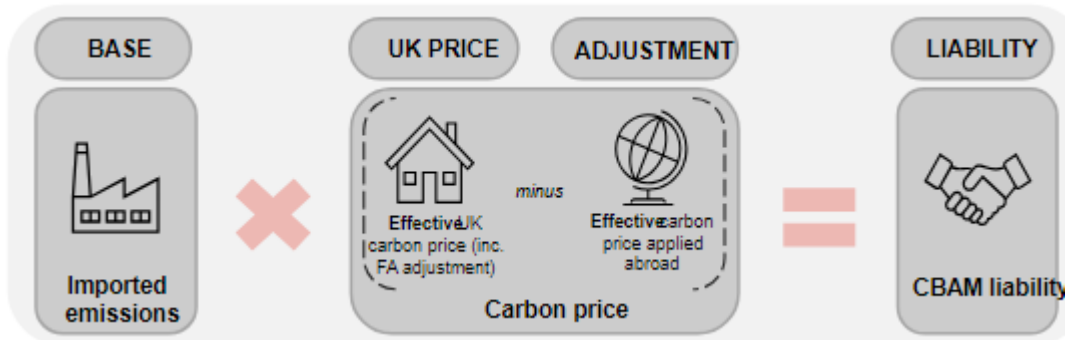 BASE
UK PRICE
ADJUSTMENT
LIABILITY
Imported
emissions
Effective UK
carbon price (inc.
FA adjustment)
minus
Effective carbon
price applied
abroad
Carbon price
CBAM liability